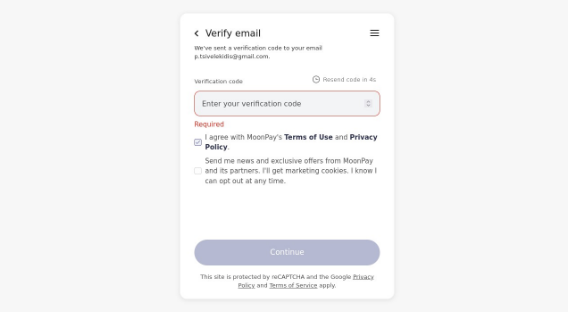 Verify email
We've sent a verification code to your email
p.tsivelekidis@gmail.com.
Verification code
Resend code in 4s
Enter your verification code
Required
I agree with MoonPay's Terms of Use and Privacy
Policy.
Send me news and exclusive offers from MoonPay
and its partners. I'll get marketing cookies. I know I
can opt out at any time.
Continue
This site is protected by reCAPTCHA and the Google Privacy
Policy and Terms of Service apply.